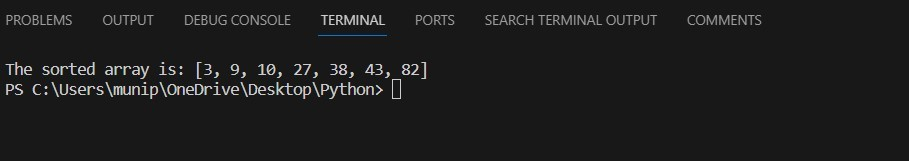 PROBLEMS OUTPUT DEBUG CONSOLE TERMINAL PORTS SEARCH TERMINAL OUTPUT COMMENTS
The sorted array is: [3, 9, 10, 27, 38, 43, 82]
PS C:\Users\munip\OneDrive\Desktop\Python>